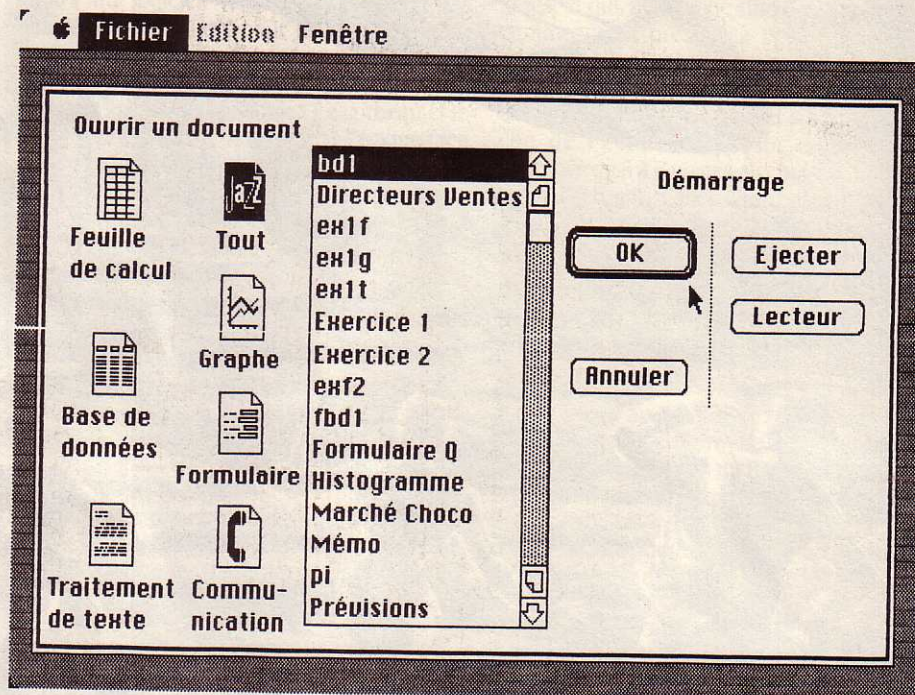 Fichier Edition Fenêtre
Ouvrir un document
Feuille
de calcul
Tout
Base de
données
Graphe
Formulaire
Traitement
de texte
Commu-
nication
bd1
Directeurs Ventes
ex1f
ex1g
ex1t
Exercice 1
Exercice 2
exf2
fbd1
Formulaire Q
Histogramme
Marché Choco
Mémo
pi
Prévisions
Démarrage
OK
Annuler
Ejecter
Lecteur